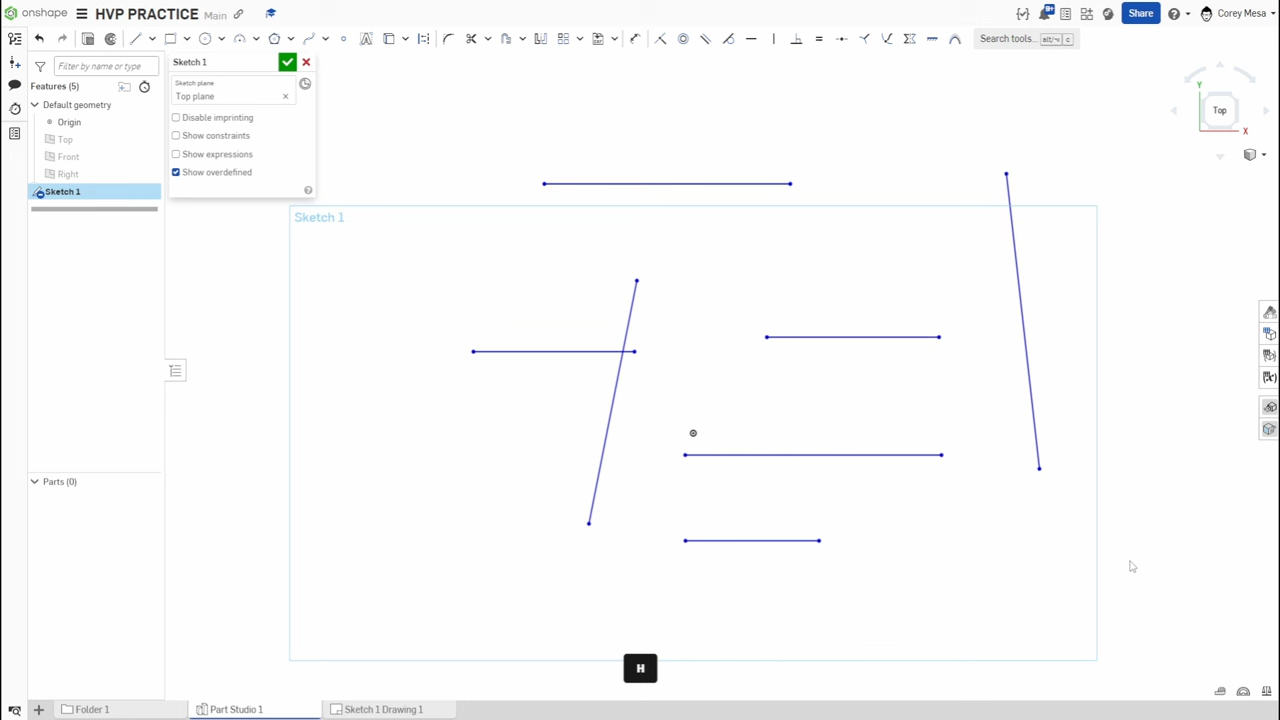 onshape HVP PRACTICE Main 9+ Share Corey Mesa
Search tools... alt/⌥ c
Sketch 1
Filter by name or type
Sketch plane
Top plane
Features (5)
Default geometry
Origin
Top
Front
Right
Sketch 1
Disable imprinting
Show constraints
Show expressions
Show overdefined
Sketch 1
Y
Top
X
Parts (0)
H
Folder 1
Part Studio 1
Sketch 1 Drawing 1